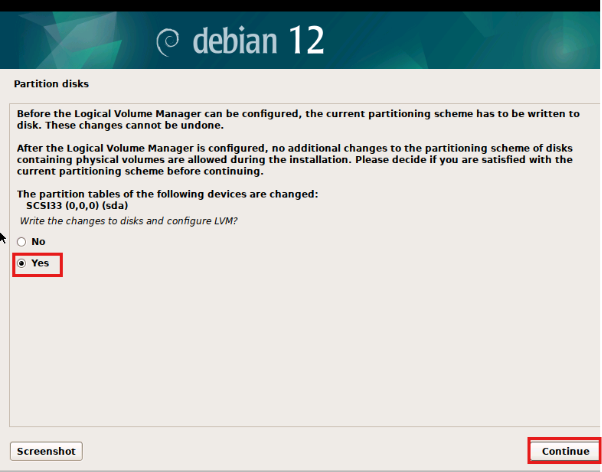 debian 12
Partition disks
Before the Logical Volume Manager can be configured, the current partitioning scheme has to be written to
disk. These changes cannot be undone.
After the Logical Volume Manager is configured, no additional changes to the partitioning scheme of disks
containing physical volumes are allowed during the installation. Please decide if you are satisfied with the
current partitioning scheme before continuing.
The partition tables of the following devices are changed:
SCSI33 (0,0,0) (sda)
Write the changes to disks and configure LVM?
No
Yes
Screenshot
Continue